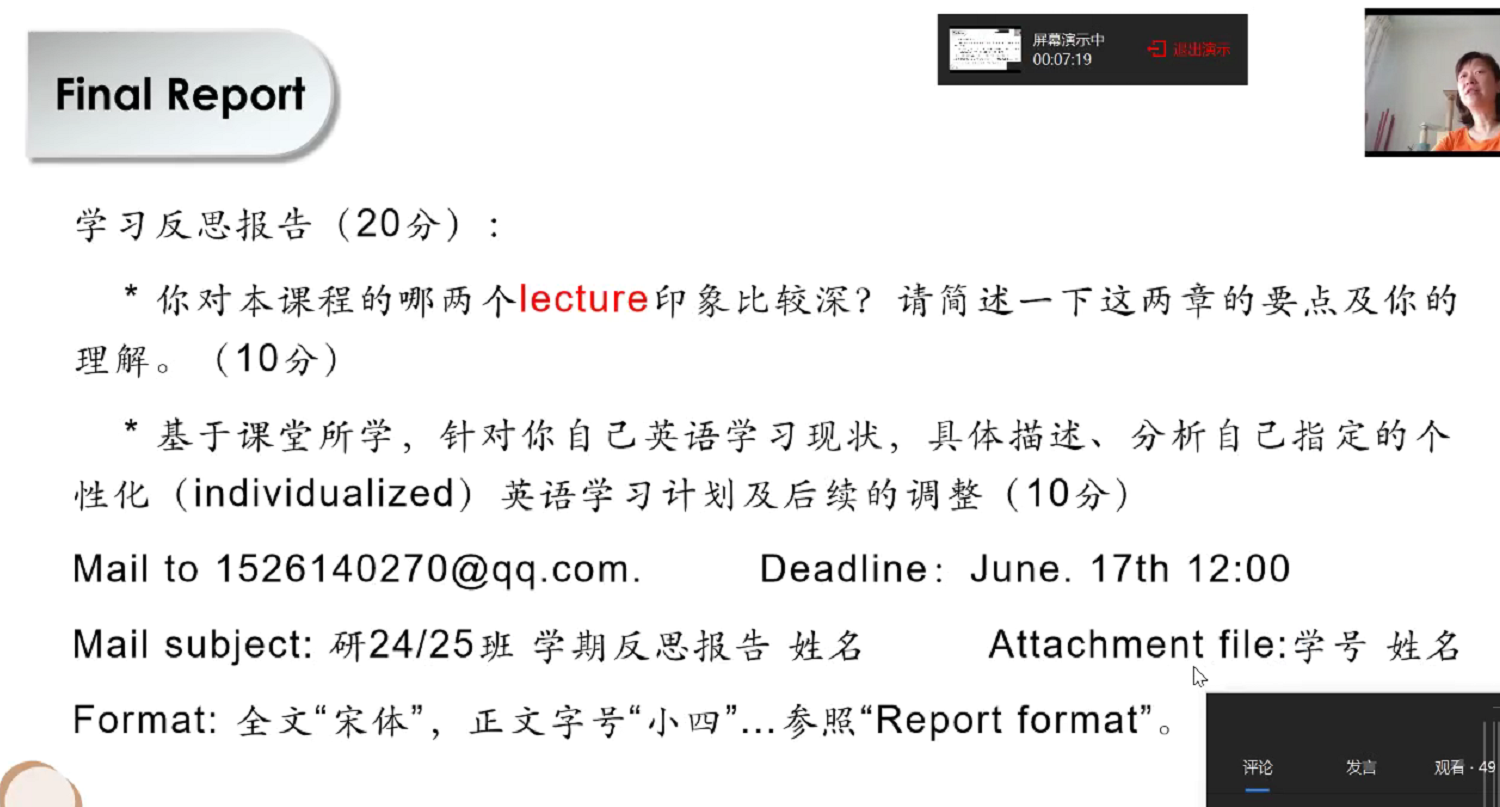 Final Report
屏幕演示中
00:07:19
退出演示
学习反思报告（20分）：
* 你对本课程的哪两个lecture印象比较深？请简述一下这两章的要点及你的
理解。（10分）
* 基于课堂所学，针对你自己英语学习现状，具体描述、分析自己指定的个
性化（individualized）英语学习计划及后续的调整（10分）
Mail to 1526140270@qq.com. Deadline：June. 17th 12:00
Mail subject: 研24/25班 学期反思报告 姓名 Attachment file:学号 姓名
Format: 全文“宋体”，正文字号“小四”...参照“Report format”。
评论 发言 观看 · 49